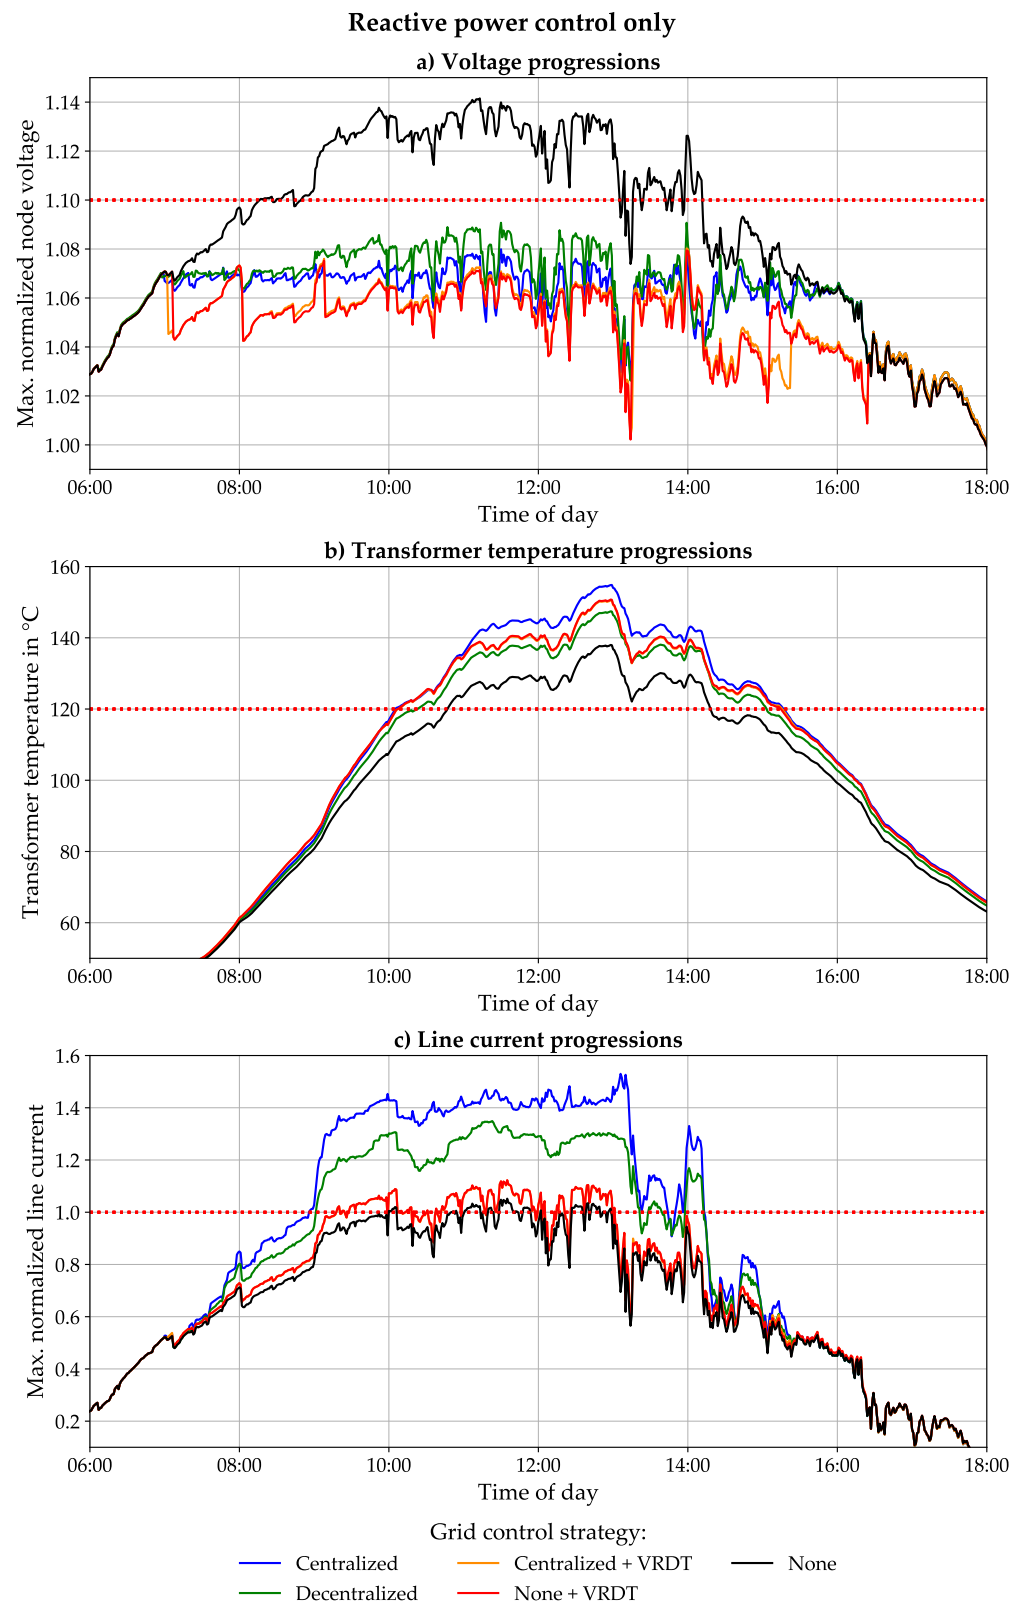 Reactive power control only
a) Voltage progressions
Max. normalized node voltage
1.14
1.12
1.10
1.08
1.06
1.04
1.02
1.00
06:00 08:00 10:00 12:00 14:00 16:00 18:00
Time of day
b) Transformer temperature progressions
Transformer temperature in °C
160
140
120
100
80
60
06:00 08:00 10:00 12:00 14:00 16:00 18:00
Time of day
c) Line current progressions
Max. normalized line current
1.6
1.4
1.2
1.0
0.8
0.6
0.4
0.2
06:00 08:00 10:00 12:00 14:00 16:00 18:00
Time of day
Grid control strategy:
Centralized Centralized + VRDT None
Decentralized None + VRDT